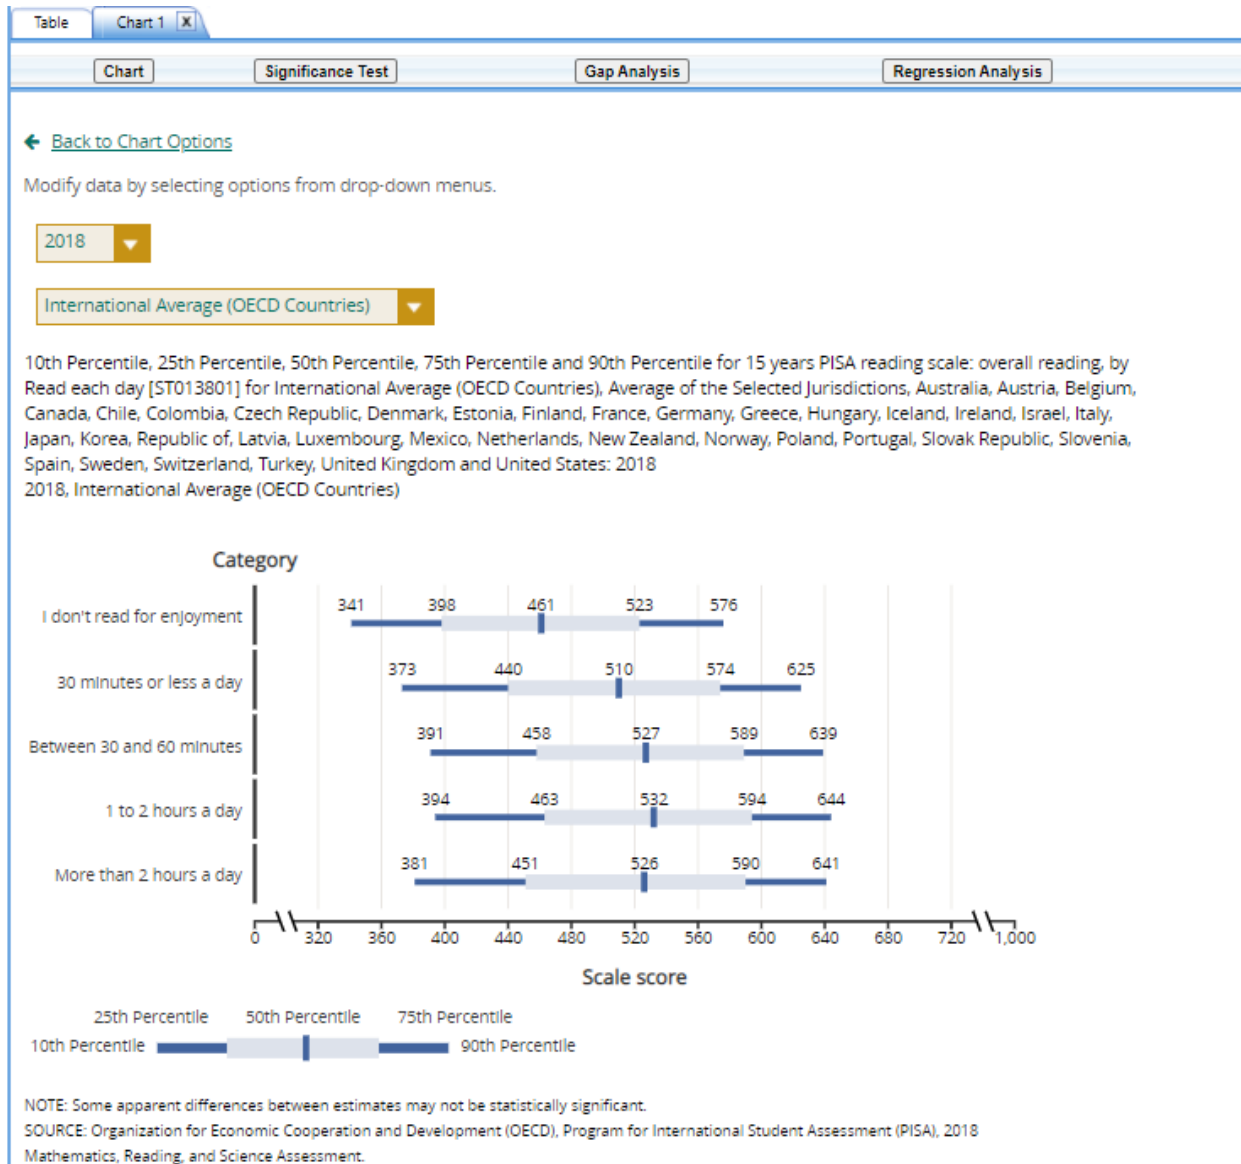 Table Chart 1 X
Chart Significance Test Gap Analysis Regression Analysis
Back to Chart Options
Modify data by selecting options from drop-down menus.
2018
International Average (OECD Countries)
10th Percentile, 25th Percentile, 50th Percentile, 75th Percentile and 90th Percentile for 15 years PISA reading scale: overall reading, by
Read each day [ST013801] for International Average (OECD Countries), Average of the Selected Jurisdictions, Australia, Austria, Belgium,
Canada, Chile, Colombia, Czech Republic, Denmark, Estonia, Finland, France, Germany, Greece, Hungary, Iceland, Ireland, Israel, Italy,
Japan, Korea, Republic of, Latvia, Luxembourg, Mexico, Netherlands, New Zealand, Norway, Poland, Portugal, Slovak Republic, Slovenia,
Spain, Sweden, Switzerland, Turkey, United Kingdom and United States: 2018
2018, International Average (OECD Countries)
Category
341 398 461 523 576
I don't read for enjoyment
373 440 510 574 625
30 minutes or less a day
391 458 527 589 639
Between 30 and 60 minutes
394 463 532 594 644
1 to 2 hours a day
381 451 526 590 641
More than 2 hours a day
0 320 360 400 440 480 520 560 600 640 680 720 1,000
Scale score
25th Percentile 50th Percentile 75th Percentile
10th Percentile 90th Percentile
NOTE: Some apparent differences between estimates may not be statistically significant.
SOURCE: Organization for Economic Cooperation and Development (OECD), Program for International Student Assessment (PISA), 2018
Mathematics, Reading, and Science Assessment.